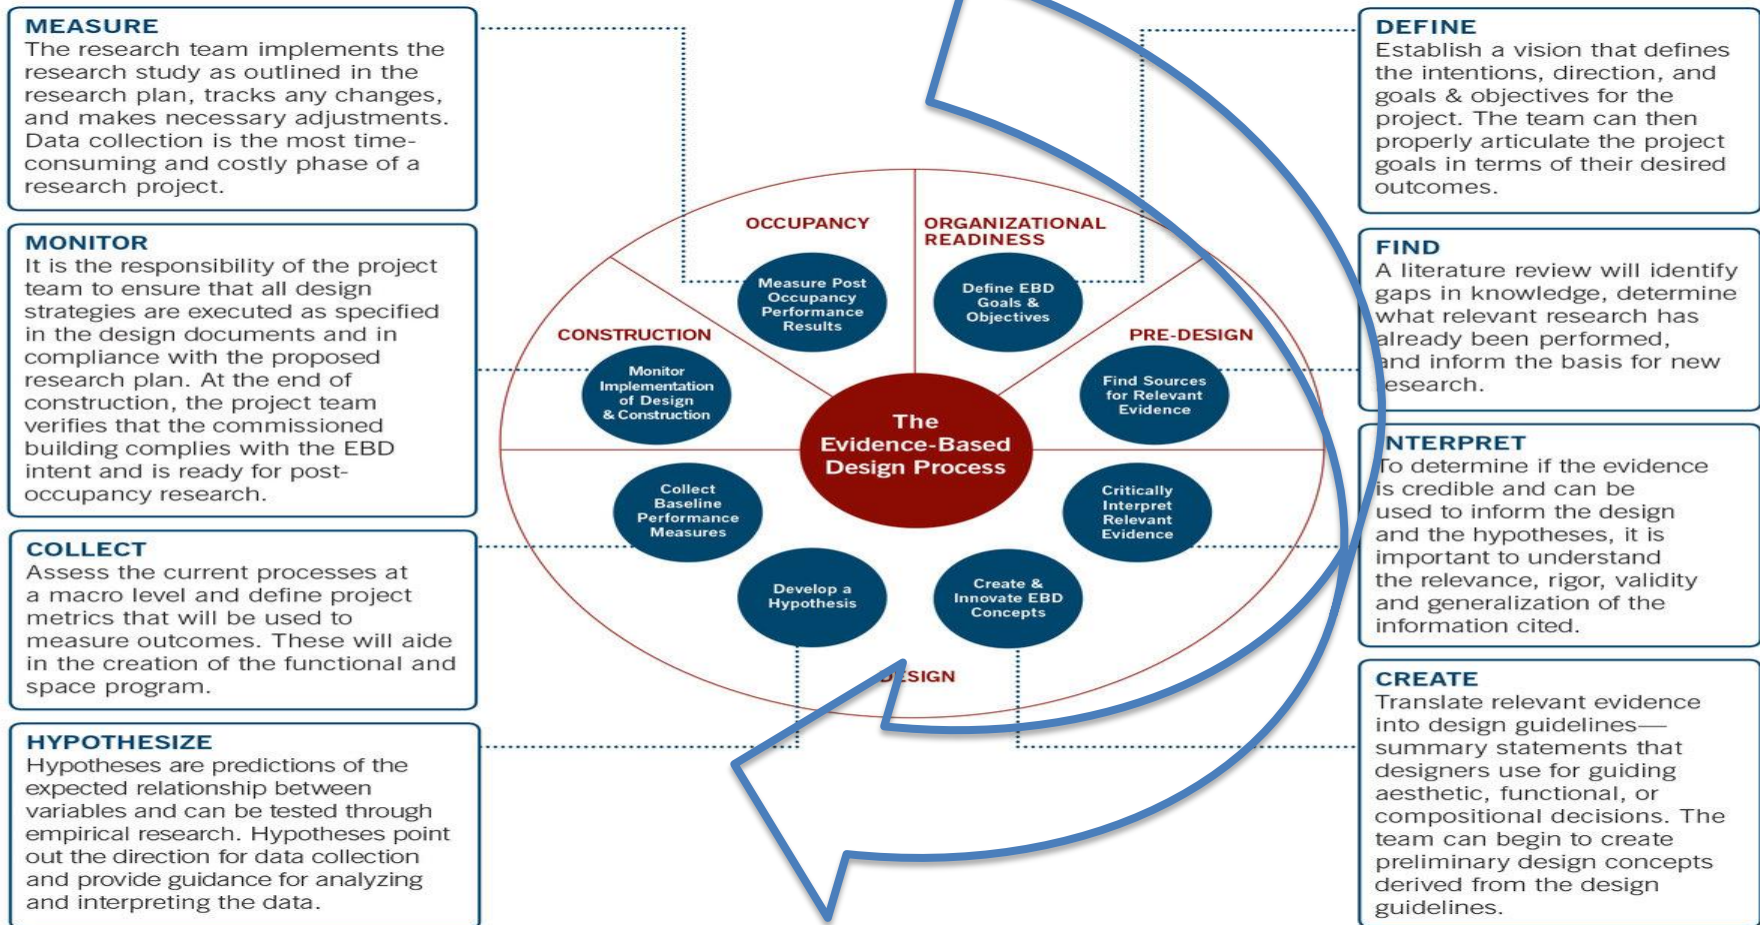 MEASURE
The research team implements the
research study as outlined in the
research plan, tracks any changes,
and makes necessary adjustments.
Data collection is the most time-
consuming and costly phase of a
research project.
MONITOR
It is the responsibility of the project
team to ensure that all design
strategies are executed as specified
in the design documents and in
compliance with the proposed
research plan. At the end of
construction, the project team
verifies that the commissioned
building complies with the EBD
intent and is ready for post-
occupancy research.
COLLECT
Assess the current processes at
a macro level and define project
metrics that will be used to
measure outcomes. These will aide
in the creation of the functional and
space program.
HYPOTHESIZE
Hypotheses are predictions of the
expected relationship between
variables and can be tested through
empirical research. Hypotheses point
out the direction for data collection
and provide guidance for analyzing
and interpreting the data.
OCCUPANCY
Measure Post
Occupancy
Performance
Results
ORGANIZATIONAL
READINESS
Define EBD
Goals &
Objectives
CONSTRUCTION
Monitor
Implementation
of Design
& Construction
PRE-DESIGN
Find Sources
for Relevant
Evidence
The
Evidence-Based
Design Process
Collect
Baseline
Performance
Measures
Critically
Interpret
Relevant
Evidence
Develop a
Hypothesis
Create &
Innovate EBD
Concepts
DESIGN
DEFINE
Establish a vision that defines
the intentions, direction, and
goals & objectives for the
project. The team can then
properly articulate the project
goals in terms of their desired
outcomes.
FIND
A literature review will identify
gaps in knowledge, determine
what relevant research has
already been performed,
and inform the basis for new
research.
INTERPRET
To determine if the evidence
is credible and can be
used to inform the design
and the hypotheses, it is
important to understand
the relevance, rigor, validity
and generalization of the
information cited.
CREATE
Translate relevant evidence
into design guidelines—
summary statements that
designers use for guiding
aesthetic, functional, or
compositional decisions. The
team can begin to create
preliminary design concepts
derived from the design
guidelines.